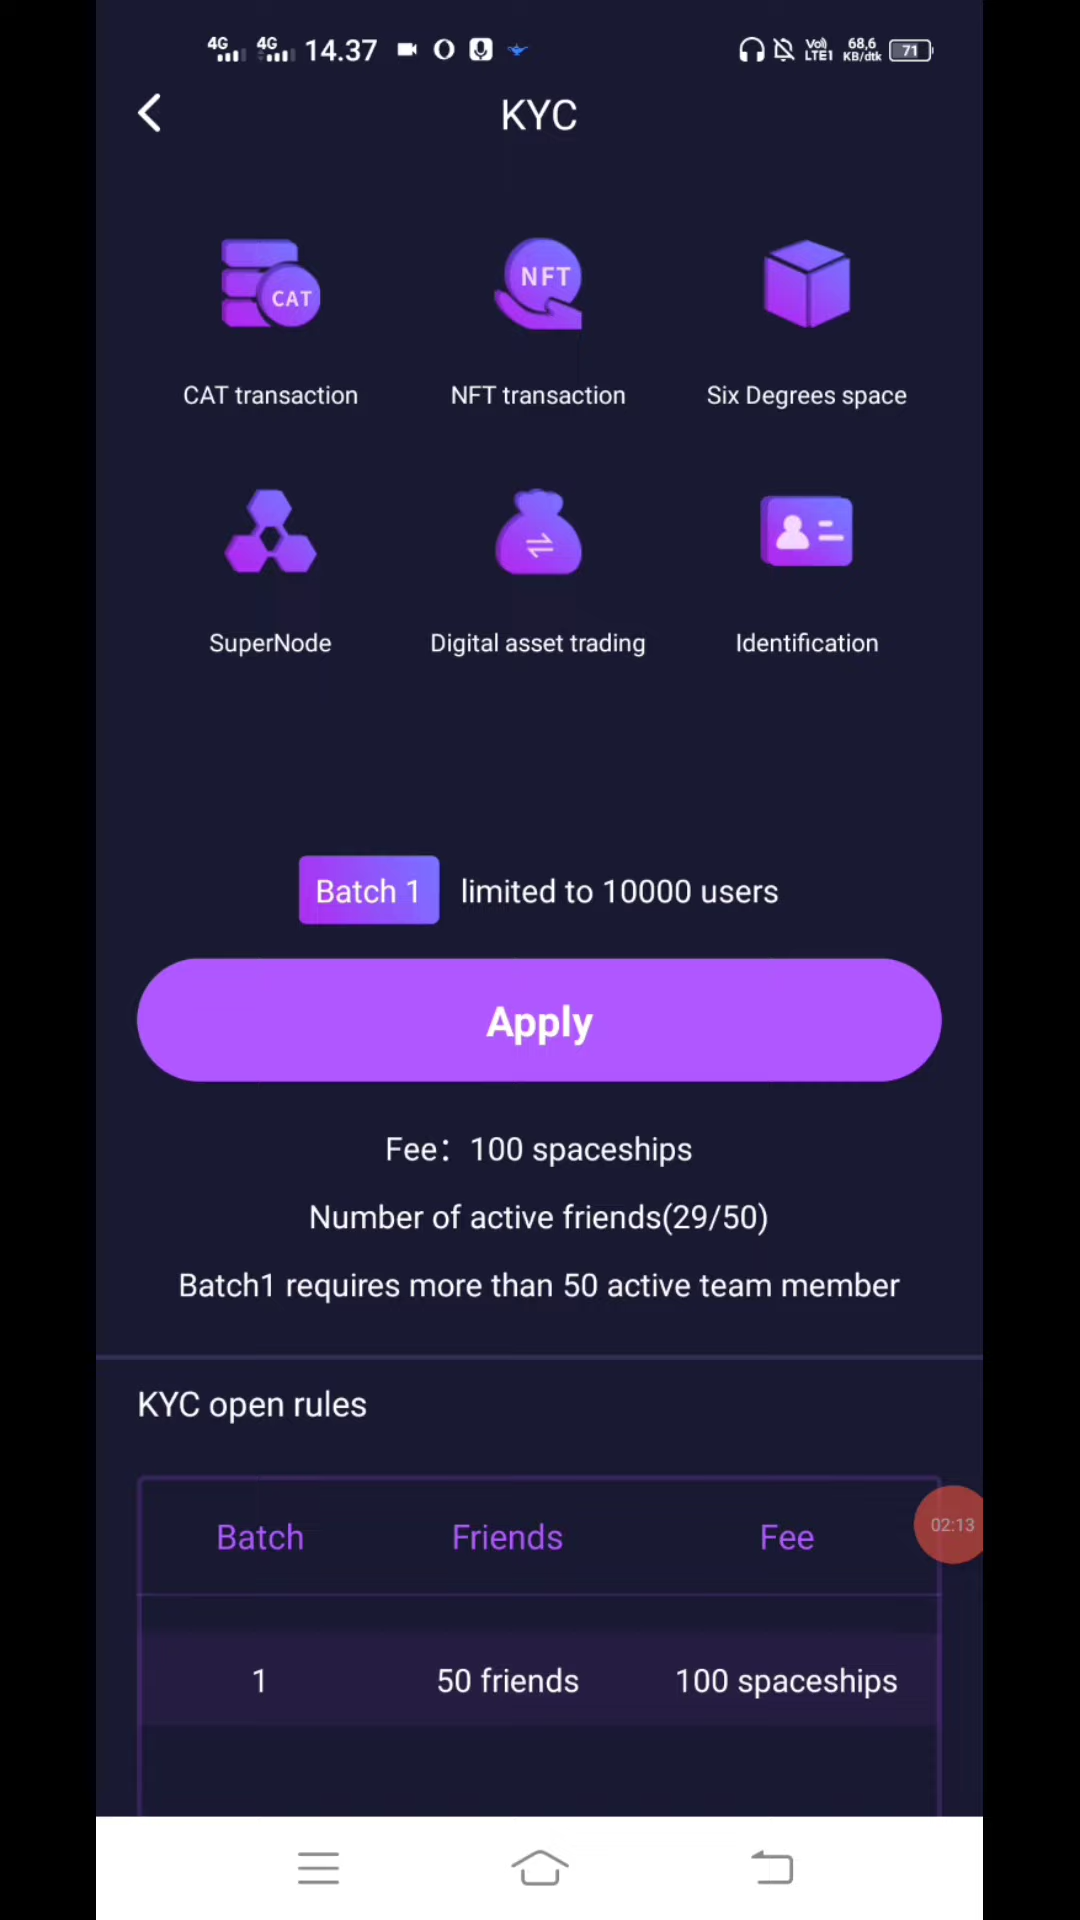 4G 4G 14.37 Vo) LTE1 68,6 KB/dtk 71
KYC
CAT NFT
CAT transaction NFT transaction Six Degrees space
SuperNode Digital asset trading Identification
Batch 1 limited to 10000 users
Apply
Fee：100 spaceships
Number of active friends(29/50)
Batch1 requires more than 50 active team member
KYC open rules
Batch Friends Fee
02:13
1 50 friends 100 spaceships